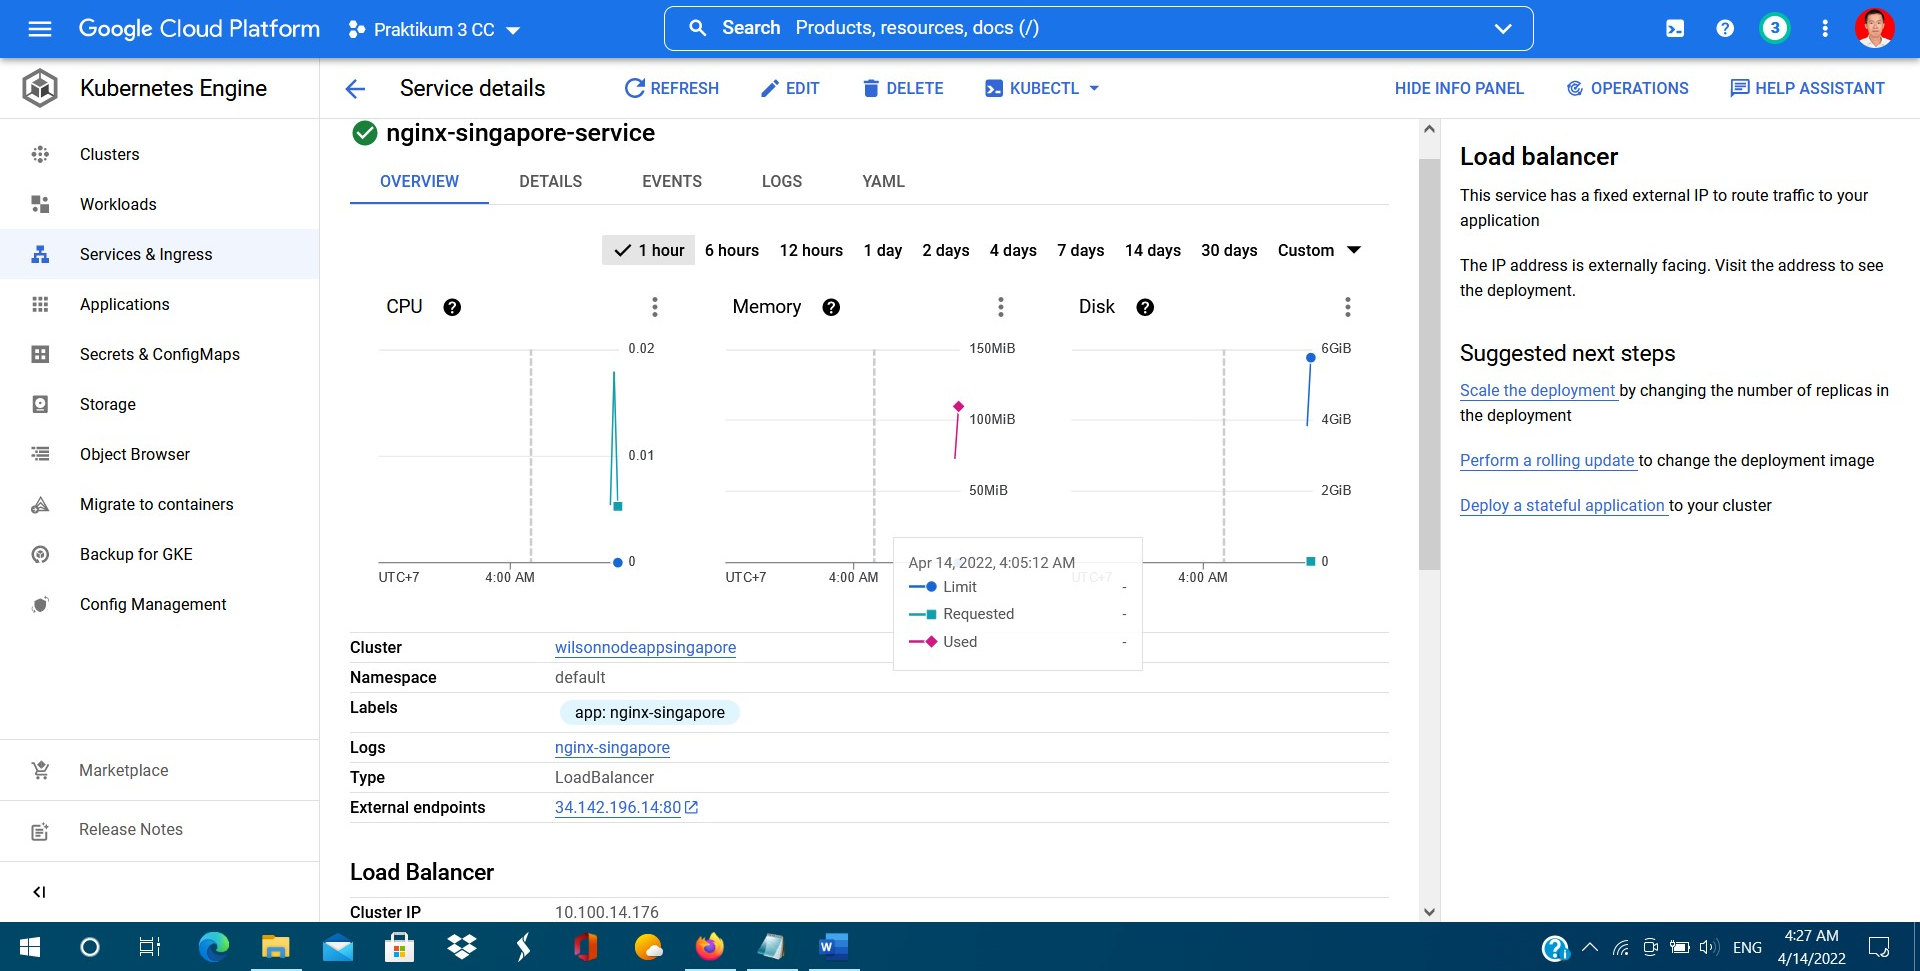 Google Cloud Platform
Praktikum 3 CC
Search Products, resources, docs (/)
3
Kubernetes Engine
Service details
REFRESH
EDIT
DELETE
KUBECTL
HIDE INFO PANEL
OPERATIONS
HELP ASSISTANT
Clusters
Workloads
Services & Ingress
Applications
Secrets & ConfigMaps
Storage
Object Browser
Migrate to containers
Backup for GKE
Config Management
Marketplace
Release Notes
nginx-singapore-service
OVERVIEW DETAILS EVENTS LOGS YAML
1 hour 6 hours 12 hours 1 day 2 days 4 days 7 days 14 days 30 days Custom
CPU
0.02
0.01
0
UTC+7 4:00 AM
Memory
150MiB
100MiB
50MiB
UTC+7 4:00 AM
Disk
6GiB
4GiB
2GiB
0
UTC+7 4:00 AM
Apr 14, 2022, 4:05:12 AM
Limit -
Requested -
Used -
Cluster wilsonnodeappsingapore
Namespace default
Labels app: nginx-singapore
Logs nginx-singapore
Type LoadBalancer
External endpoints 34.142.196.14:80
Load Balancer
Cluster IP 10.100.14.176
Load balancer
This service has a fixed external IP to route traffic to your
application
The IP address is externally facing. Visit the address to see
the deployment.
Suggested next steps
Scale the deployment by changing the number of replicas in
the deployment
Perform a rolling update to change the deployment image
Deploy a stateful application to your cluster
ENG
4:27 AM
4/14/2022